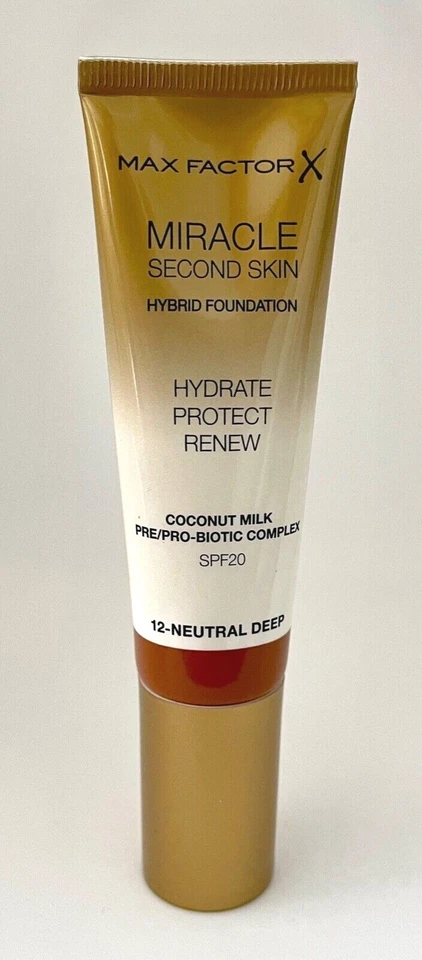 MAX FACTOR X
MIRACLE
SECOND SKIN
HYBRID FOUNDATION
HYDRATE
PROTECT
RENEW
COCONUT MILK
PRE/PRO-BIOTIC COMPLEX
SPF20
12-NEUTRAL DEEP